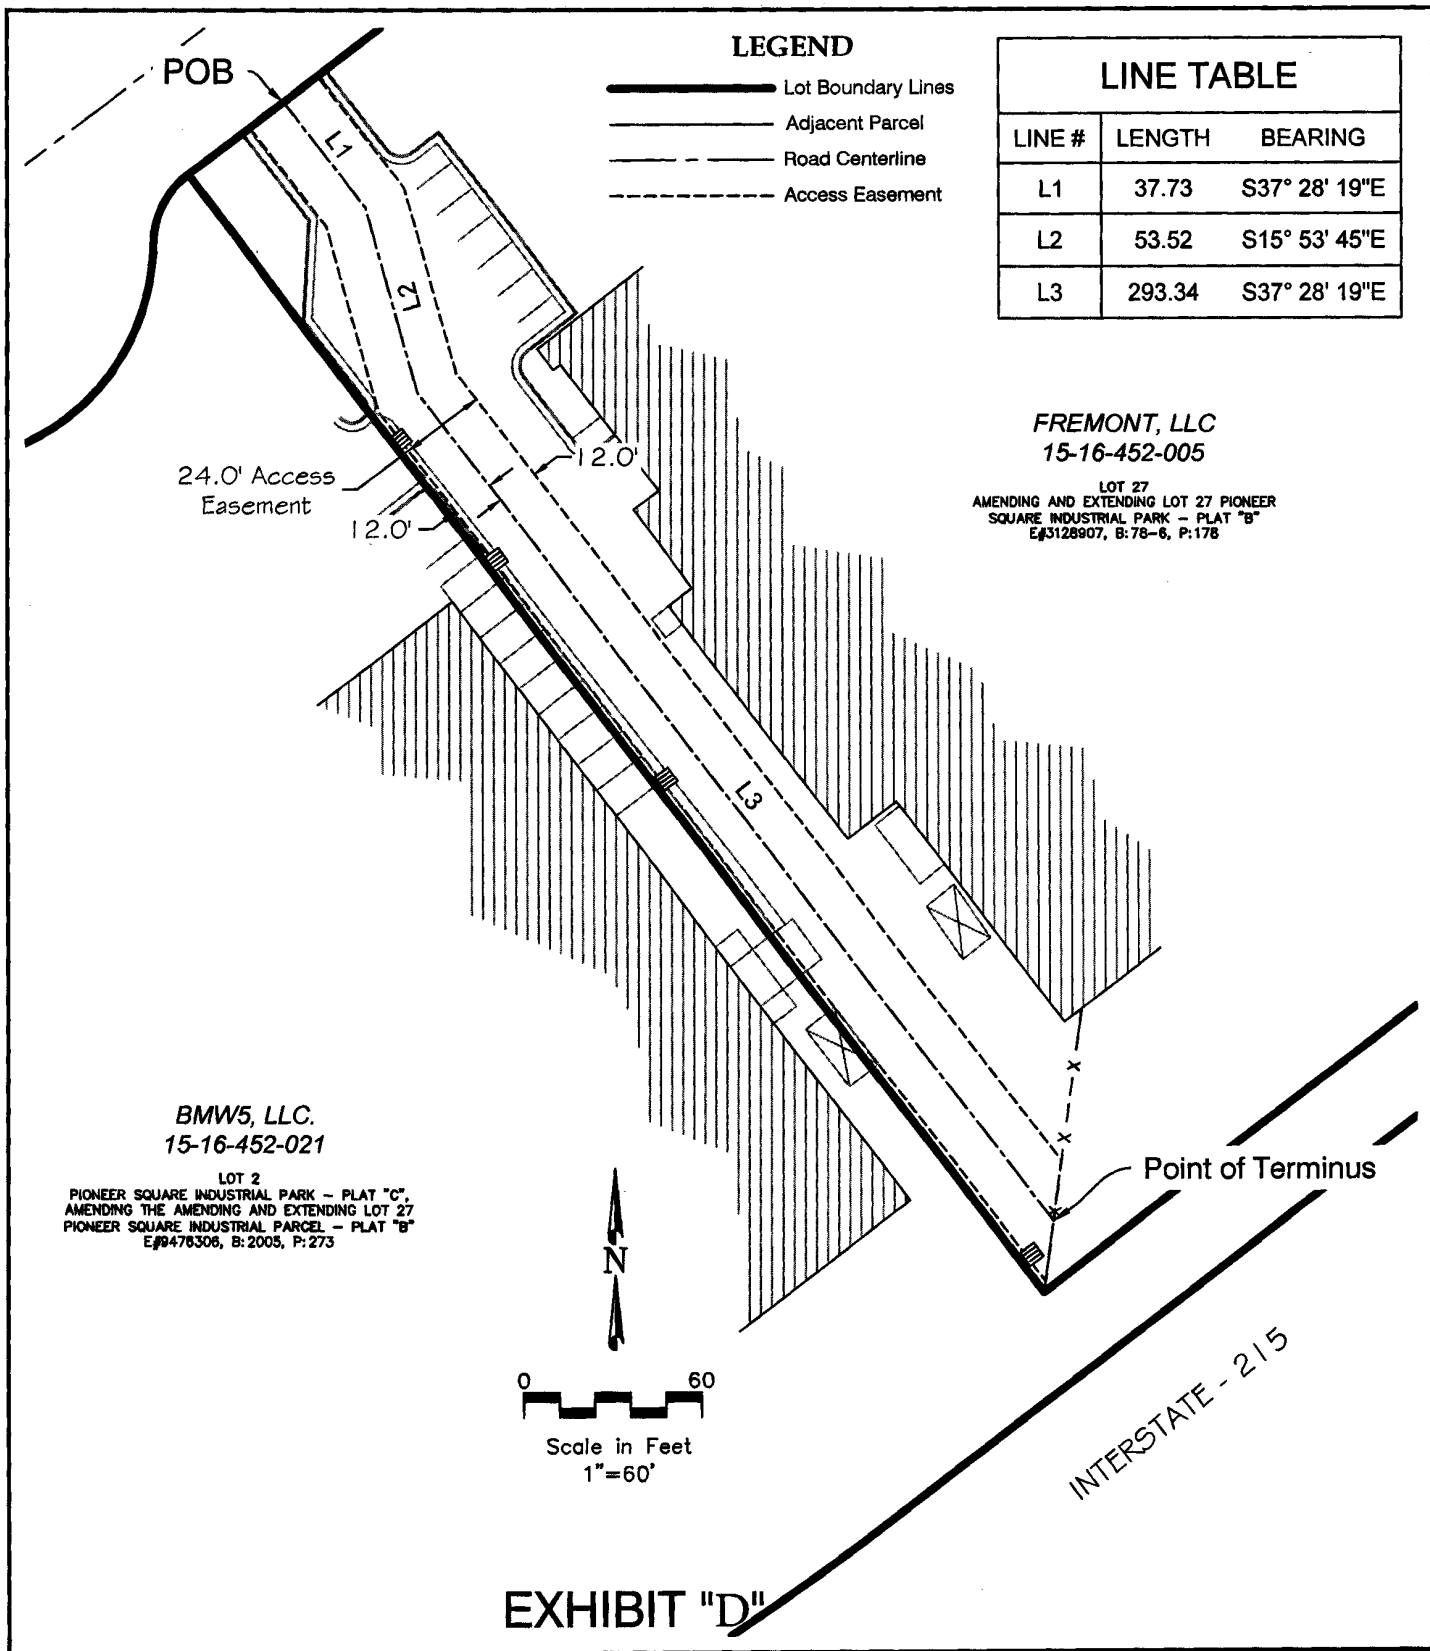 POB
LEGEND
Lot Boundary Lines
Adjacent Parcel
Road Centerline
Access Easement
LINE TABLE
LINE # LENGTH BEARING
L1 37.73 S37° 28' 19"E
L2 53.52 S15° 53' 45"E
L3 293.34 S37° 28' 19"E
L1
L2
FREMONT, LLC
15-16-452-005
LOT 27
AMENDING AND EXTENDING LOT 27 PIONEER
SQUARE INDUSTRIAL PARK - PLAT "B"
E#3128907, B:78-6, P:178
12.0'
24.0' Access
Easement
12.0'
L3
BMW5, LLC.
15-16-452-021
LOT 2
PIONEER SQUARE INDUSTRIAL PARK - PLAT "C",
AMENDING THE AMENDING AND EXTENDING LOT 27
PIONEER SQUARE INDUSTRIAL PARCEL - PLAT "B"
E#9476306, B:2005, P:273
x
x
x
Point of Terminus
N
0 60
Scale in Feet
1"=60'
INTERSTATE - 215
EXHIBIT "D"